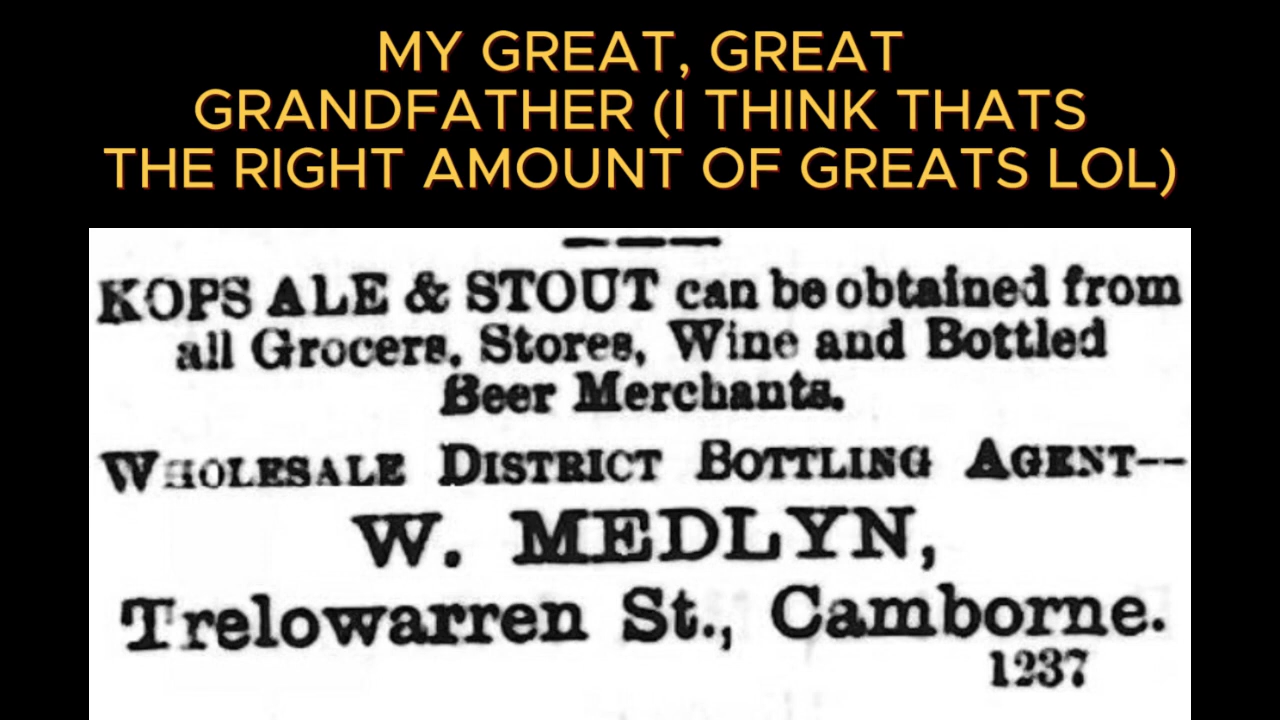 MY GREAT, GREAT
GRANDFATHER (I THINK THATS
THE RIGHT AMOUNT OF GREATS LOL)
KOPS ALE & STOUT can be obtained from
all Grocers, Stores, Wine and Bottled
Beer Merchants.
WHOLESALE DISTRICT BOTTLING AGENT—
W. MEDLYN,
Trelowarren St., Camborne.
1237